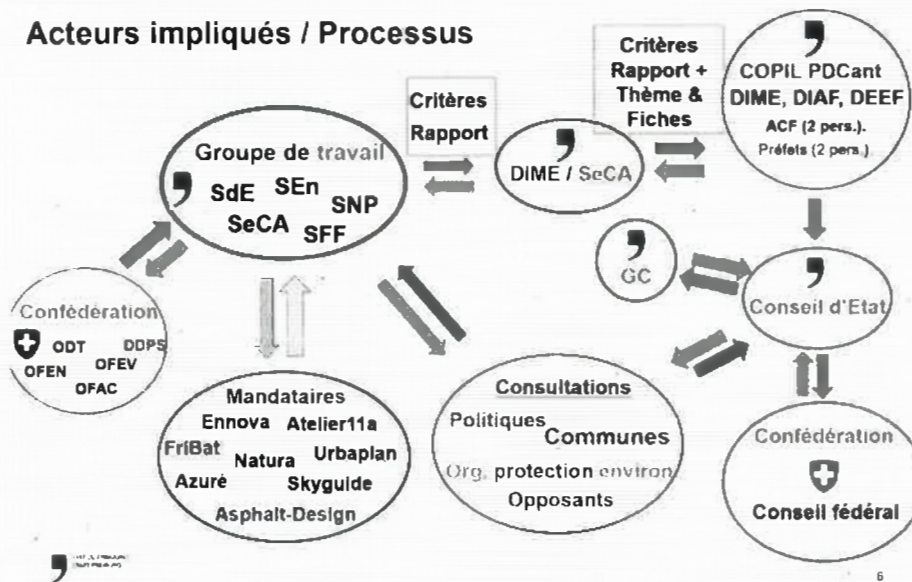 Acteurs impliqués / Processus
Critères
Rapport
Critères
Rapport +
Thème &
Fiches
COPIL PDCant
DIME, DIAF, DEEF
ACF (2 pers.).
Préfets (2 pers.)
Groupe de travail
SdE SEn
SNP
SeCA SFF
DIME / SeCA
GC
Conseil d'Etat
Confédération
ODT DDPS
OFEN OFEV
OFAC
Mandataires
Ennova Atelier11a
FriBat Natura Urbaplan
Azuré Skyguide
Asphalt-Design
Consultations
Politiques
Communes
Org. protection environ
Opposants
Confédération
Conseil fédéral
6